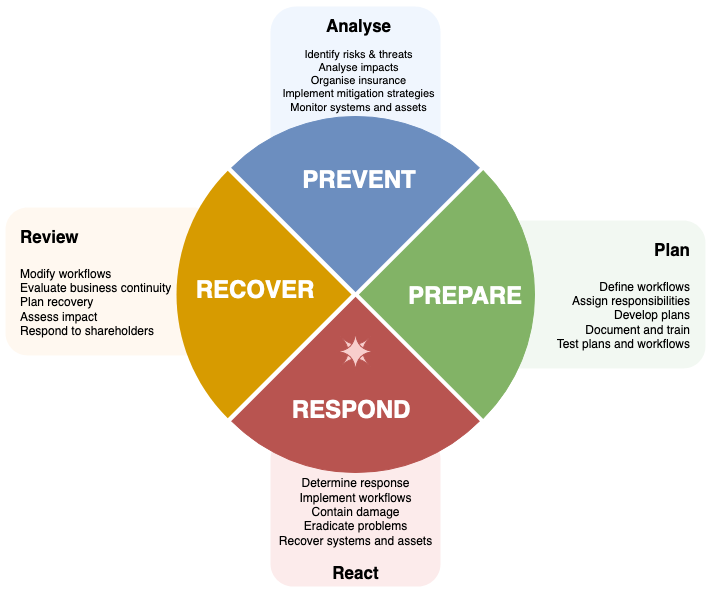 Analyse
Identify risks & threats
Analyse impacts
Organise insurance
Implement mitigation strategies
Monitor systems and assets
PREVENT
Review
Modify workflows
Evaluate business continuity
Plan recovery
Assess impact
Respond to shareholders
RECOVER
PREPARE
Plan
Define workflows
Assign responsibilities
Develop plans
Document and train
Test plans and workflows
RESPOND
Determine response
Implement workflows
Contain damage
Eradicate problems
Recover systems and assets
React